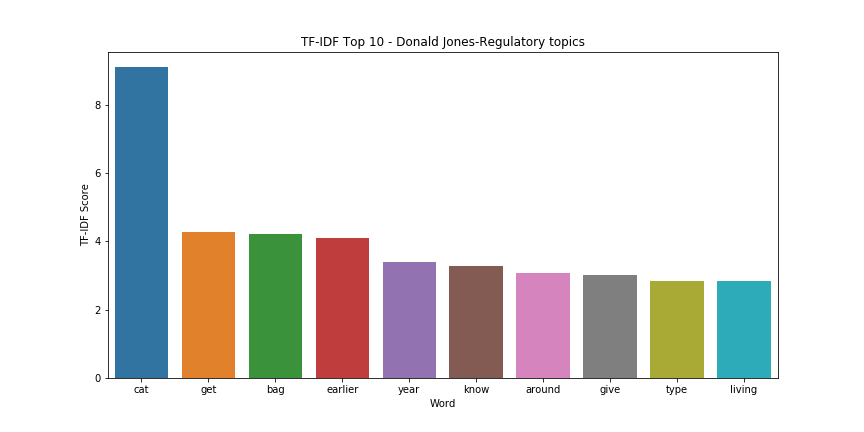 TF-IDF Top 10 - Donald Jones-Regulatory topics
TF-IDF Score
8
6
4
2
0
cat get bag earlier year know around give type living
Word